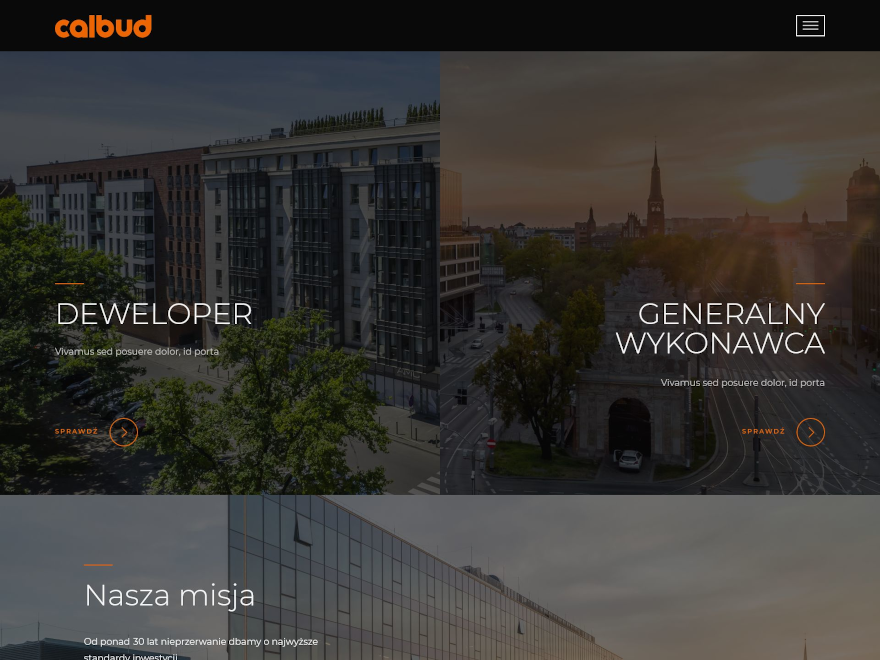 calbud
DEWELOPER
Vivamus sed posuere dolor, id porta
SPRAWDŹ
GENERALNY
WYKONAWCA
Vivamus sed posuere dolor, id porta
SPRAWDŹ
Nasza misja
Od ponad 30 lat nieprzerwanie dbamy o najwyższe
standardy inwestycji